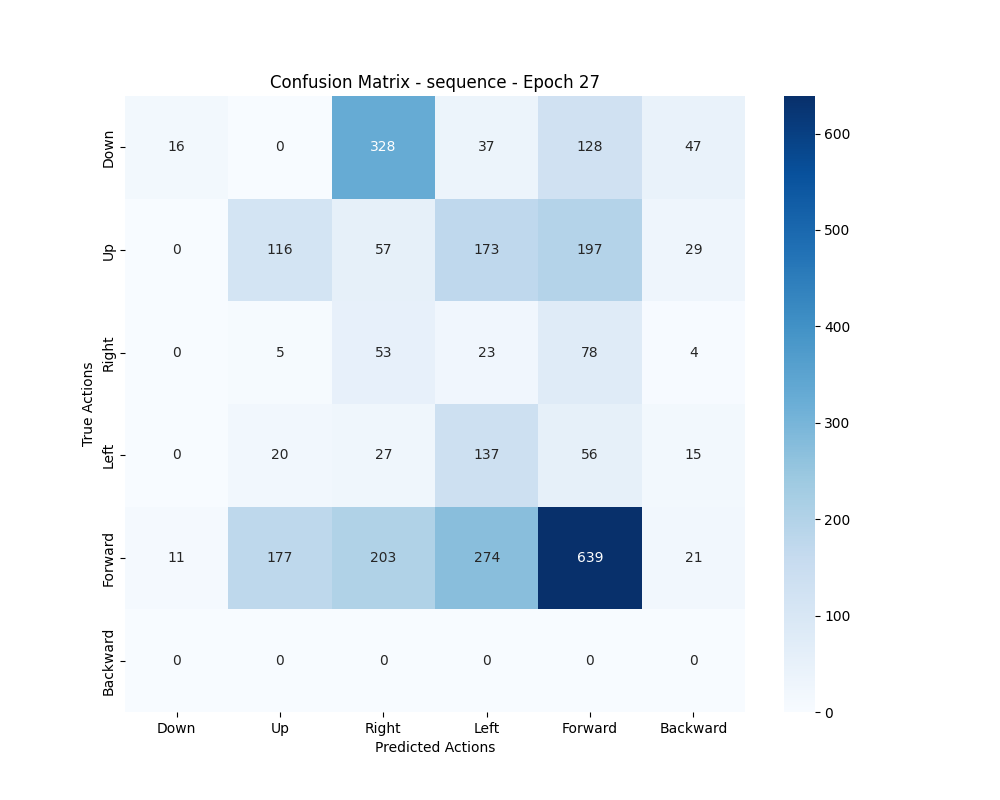 Confusion Matrix - sequence - Epoch 27
True Actions
Down 16 0 328 37 128 47
Up 0 116 57 173 197 29
Right 0 5 53 23 78 4
Left 0 20 27 137 56 15
Forward 11 177 203 274 639 21
Backward 0 0 0 0 0 0
Down Up Right Left Forward Backward
Predicted Actions
600
500
400
300
200
100
0